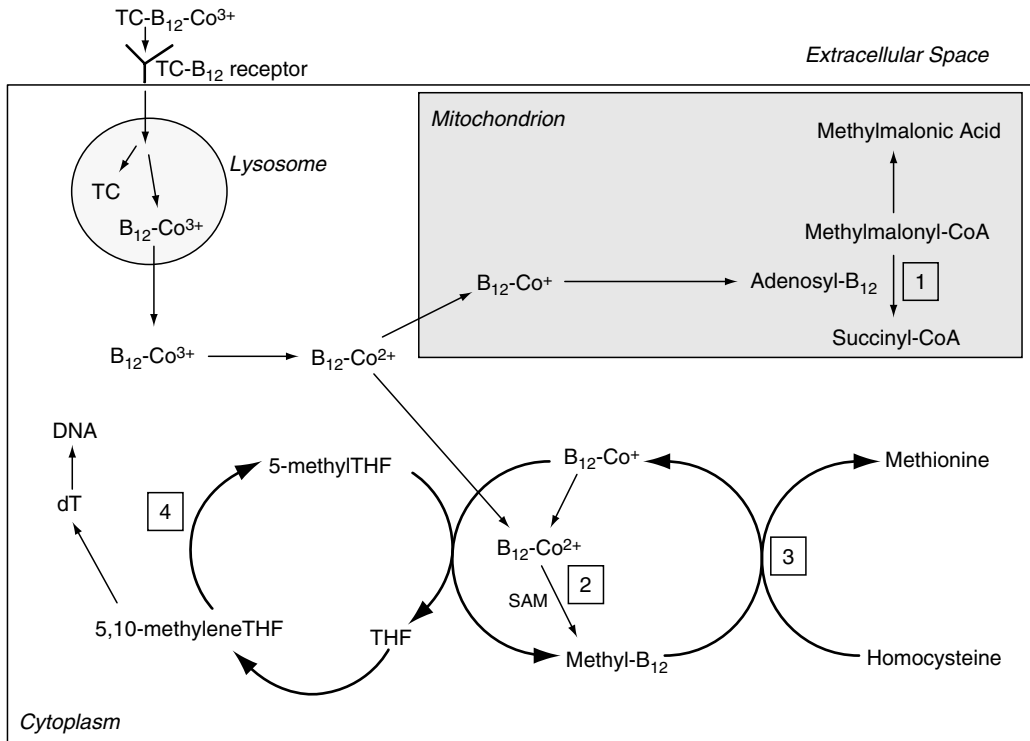 TC-B₁₂-Co³⁺
TC-B₁₂ receptor
Extracellular Space
Mitochondrion
Methylmalonic Acid
Lysosome
TC
B₁₂-Co³⁺
Methylmalonyl-CoA
B₁₂-Co⁺
Adenosyl-B₁₂
1
Succinyl-CoA
B₁₂-Co³⁺
B₁₂-Co²⁺
DNA
5-methylTHF
B₁₂-Co⁺
Methionine
dT
4
B₁₂-Co²⁺
3
2
SAM
5,10-methyleneTHF
THF
Methyl-B₁₂
Homocysteine
Cytoplasm